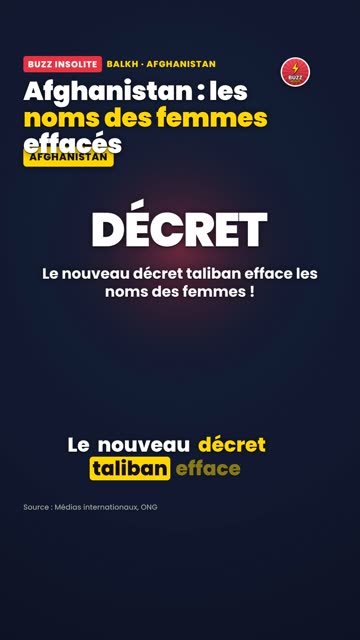 BUZZ INSOLITE BALKH · AFGHANISTAN
BUZZ
Afghanistan : les
noms des femmes
effacés
AFGHANISTAN
DÉCRET
Le nouveau décret taliban efface les
noms des femmes !
Le nouveau décret
taliban efface
Source : Médias internationaux, ONG